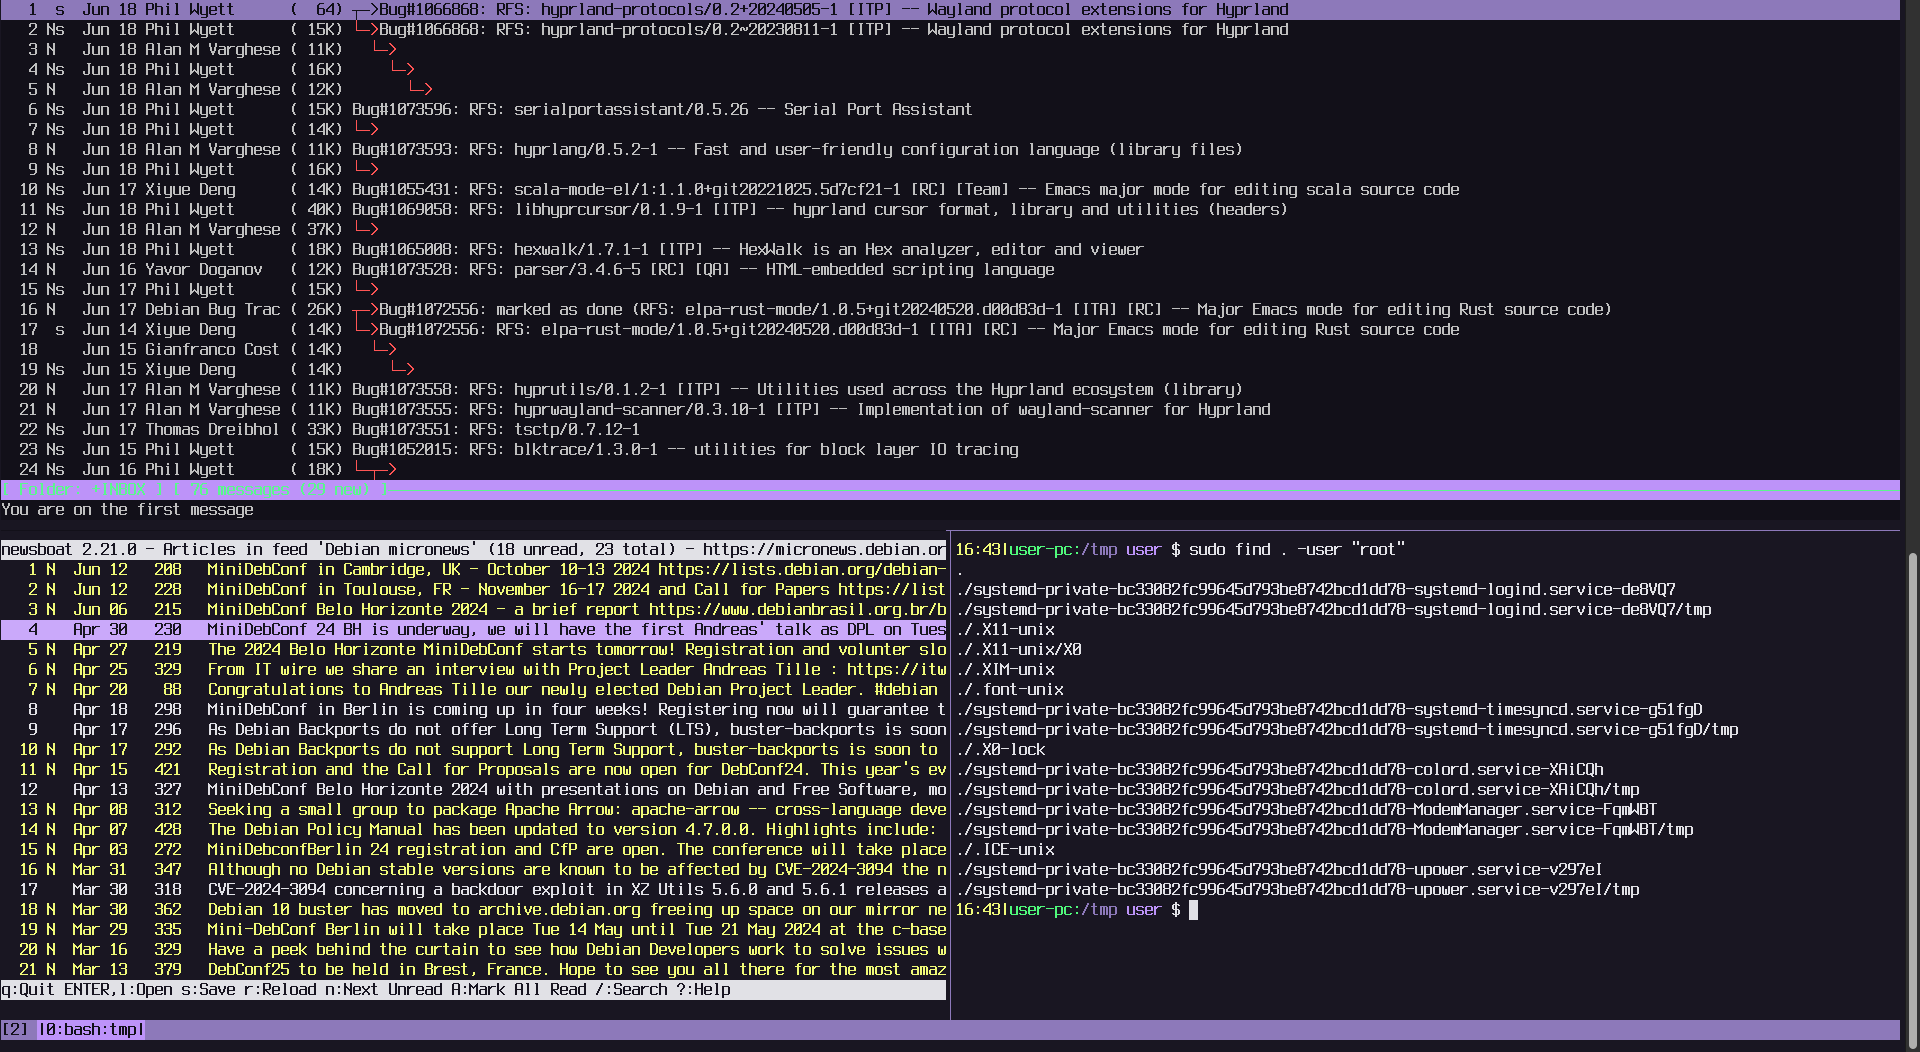 1  s  Jun 18 Phil Wyett      (  64) ┬─>Bug#1066868: RFS: hyprland-protocols/0.2+20240505-1 [ITP] -- Wayland protocol extensions for Hyprland
2 Ns  Jun 18 Phil Wyett      ( 15K) └─>Bug#1066868: RFS: hyprland-protocols/0.2~20230811-1 [ITP] -- Wayland protocol extensions for Hyprland
3 N   Jun 18 Alan M Varghese ( 11K)   └─>
4 Ns  Jun 18 Phil Wyett      ( 16K)     └─>
5 N   Jun 18 Alan M Varghese ( 12K)       └─>
6 Ns  Jun 18 Phil Wyett      ( 15K) Bug#1073596: RFS: serialportassistant/0.5.26 -- Serial Port Assistant
7 Ns  Jun 18 Phil Wyett      ( 14K) └─>
8 N   Jun 18 Alan M Varghese ( 11K) Bug#1073593: RFS: hyprlang/0.5.2-1 -- Fast and user-friendly configuration language (library files)
9 Ns  Jun 18 Phil Wyett      ( 16K) └─>
10 Ns  Jun 17 Xiyue Deng      ( 14K) Bug#1055431: RFS: scala-mode-el/1:1.1.0+git20221025.5d7cf21-1 [RC] [Team] -- Emacs major mode for editing scala source code
11 Ns  Jun 18 Phil Wyett      ( 40K) Bug#1069058: RFS: libhyprcursor/0.1.9-1 [ITP] -- hyprland cursor format, library and utilities (headers)
12 N   Jun 18 Alan M Varghese ( 37K) └─>
13 Ns  Jun 18 Phil Wyett      ( 18K) Bug#1065008: RFS: hexwalk/1.7.1-1 [ITP] -- HexWalk is an Hex analyzer, editor and viewer
14 N   Jun 16 Yavor Doganov   ( 12K) Bug#1073528: RFS: parser/3.4.6-5 [RC] [QA] -- HTML-embedded scripting language
15 Ns  Jun 17 Phil Wyett      ( 15K) └─>
16 N   Jun 17 Debian Bug Trac ( 26K) ┬─>Bug#1072556: marked as done (RFS: elpa-rust-mode/1.0.5+git20240520.d00d83d-1 [ITA] [RC] -- Major Emacs mode for editing Rust source code)
17  s  Jun 14 Xiyue Deng      ( 14K) └─>Bug#1072556: RFS: elpa-rust-mode/1.0.5+git20240520.d00d83d-1 [ITA] [RC] -- Major Emacs mode for editing Rust source code
18     Jun 15 Gianfranco Cost ( 14K)   └─>
19 Ns  Jun 15 Xiyue Deng      ( 14K)     └─>
20 N   Jun 17 Alan M Varghese ( 11K) Bug#1073558: RFS: hyprutils/0.1.2-1 [ITP] -- Utilities used across the Hyprland ecosystem (library)
21 N   Jun 17 Alan M Varghese ( 11K) Bug#1073555: RFS: hyprwayland-scanner/0.3.10-1 [ITP] -- Implementation of wayland-scanner for Hyprland
22 Ns  Jun 17 Thomas Dreibhol ( 33K) Bug#1073551: RFS: tsctp/0.7.12-1
23 Ns  Jun 15 Phil Wyett      ( 15K) Bug#1052015: RFS: blktrace/1.3.0-1 -- utilities for block layer IO tracing
24 Ns  Jun 16 Phil Wyett      ( 18K) └─┬─>
[ Folder: +INBOX ] [ 76 messages (29 new) ]
You are on the first message
newsboat 2.21.0 - Articles in feed 'Debian micronews' (18 unread, 23 total) - https://micronews.debian.or
1 N  Jun 12   208   MiniDebConf in Cambridge, UK - October 10-13 2024 https://lists.debian.org/debian-
2 N  Jun 12   228   MiniDebConf in Toulouse, FR - November 16-17 2024 and Call for Papers https://list
3 N  Jun 06   215   MiniDebConf Belo Horizonte 2024 - a brief report https://www.debianbrasil.org.br/b
4    Apr 30   230   MiniDebConf 24 BH is underway, we will have the first Andreas' talk as DPL on Tues
5 N  Apr 27   219   The 2024 Belo Horizonte MiniDebConf starts tomorrow! Registration and volunter slo
6 N  Apr 25   329   From IT wire we share an interview with Project Leader Andreas Tille : https://itw
7 N  Apr 20    88   Congratulations to Andreas Tille our newly elected Debian Project Leader. #debian
8    Apr 18   298   MiniDebConf in Berlin is coming up in four weeks! Registering now will guarantee t
9    Apr 17   296   As Debian Backports do not offer Long Term Support (LTS), buster-backports is soon
10 N  Apr 17   292   As Debian Backports do not support Long Term Support, buster-backports is soon to
11 N  Apr 15   421   Registration and the Call for Proposals are now open for DebConf24. This year's ev
12    Apr 13   327   MiniDebConf Belo Horizonte 2024 with presentations on Debian and Free Software, mo
13 N  Apr 08   312   Seeking a small group to package Apache Arrow: apache-arrow -- cross-language deve
14 N  Apr 07   428   The Debian Policy Manual has been updated to version 4.7.0.0. Highlights include:
15 N  Apr 03   272   MiniDebconfBerlin 24 registration and CfP are open. The conference will take place
16 N  Mar 31   347   Although no Debian stable versions are known to be affected by CVE-2024-3094 the n
17    Mar 30   318   CVE-2024-3094 concerning a backdoor exploit in XZ Utils 5.6.0 and 5.6.1 releases a
18 N  Mar 30   362   Debian 10 buster has moved to archive.debian.org freeing up space on our mirror ne
19 N  Mar 29   335   Mini-DebConf Berlin will take place Tue 14 May until Tue 21 May 2024 at the c-base
20 N  Mar 16   329   Have a peek behind the curtain to see how Debian Developers work to solve issues w
21 N  Mar 13   379   DebConf25 to be held in Brest, France. Hope to see you all there for the most amaz
q:Quit ENTER,l:Open s:Save r:Reload n:Next Unread A:Mark All Read /:Search ?:Help
16:43|user-pc:/tmp user $ sudo find . -user "root"
.
./systemd-private-bc33082fc99645d793be8742bcd1dd78-systemd-logind.service-de8VQ7
./systemd-private-bc33082fc99645d793be8742bcd1dd78-systemd-logind.service-de8VQ7/tmp
./.X11-unix
./.X11-unix/X0
./.XIM-unix
./.font-unix
./systemd-private-bc33082fc99645d793be8742bcd1dd78-systemd-timesyncd.service-g51fgD
./systemd-private-bc33082fc99645d793be8742bcd1dd78-systemd-timesyncd.service-g51fgD/tmp
./.X0-lock
./systemd-private-bc33082fc99645d793be8742bcd1dd78-colord.service-XAiCQh
./systemd-private-bc33082fc99645d793be8742bcd1dd78-colord.service-XAiCQh/tmp
./systemd-private-bc33082fc99645d793be8742bcd1dd78-ModemManager.service-FqmWBT
./systemd-private-bc33082fc99645d793be8742bcd1dd78-ModemManager.service-FqmWBT/tmp
./.ICE-unix
./systemd-private-bc33082fc99645d793be8742bcd1dd78-upower.service-v297eI
./systemd-private-bc33082fc99645d793be8742bcd1dd78-upower.service-v297eI/tmp
16:43|user-pc:/tmp user $
[2] |0:bash:tmp|